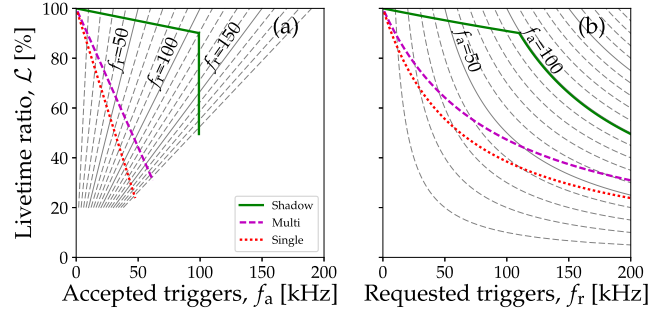 (a)
(b)
Livetime ratio, ℒ [%]
100
80
60
40
20
0
f_r=50
f_r=100
f_r=150
Shadow
Multi
Single
0 50 100 150 200
Accepted triggers, f_a [kHz]
f_a=50
f_a=100
0 50 100 150 200
Requested triggers, f_r [kHz]